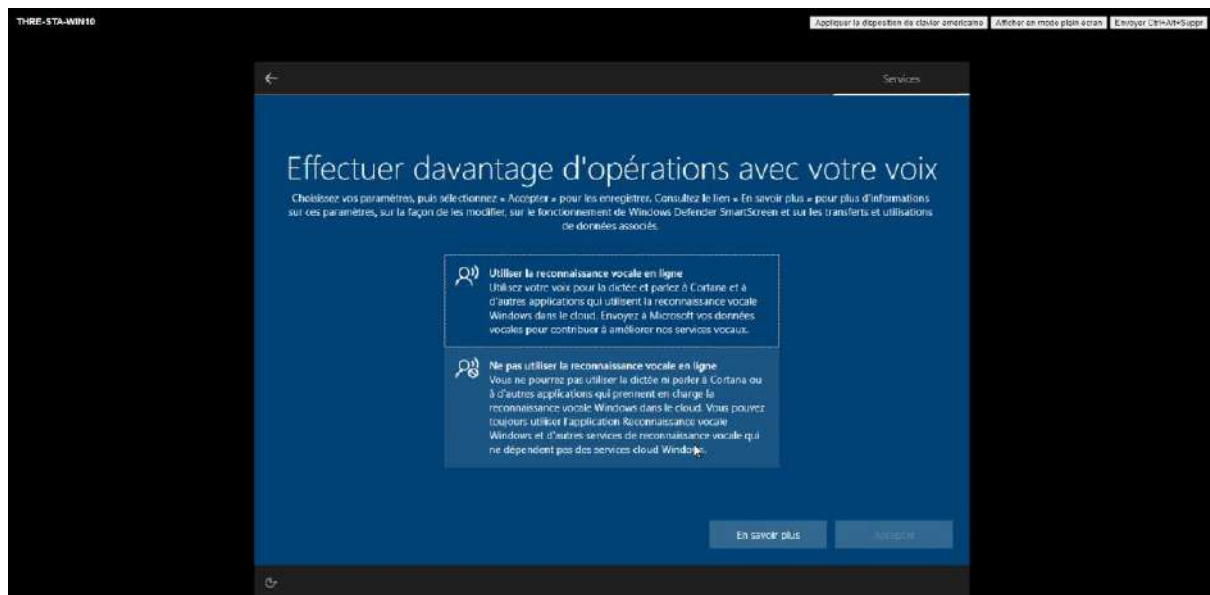 THRE-STA-WIN10
Appliquer la disposition de clavier américaine Afficher en mode plein écran Envoyer Ctrl+Alt+Suppr
Services
Effectuer davantage d'opérations avec votre voix
Choisissez vos paramètres, puis sélectionnez « Accepter » pour les enregistrer. Consultez le lien « En savoir plus » pour plus d'informations
sur ces paramètres, sur la façon de les modifier, sur le fonctionnement de Windows Defender SmartScreen et sur les transferts et utilisations
de données associés.
Utiliser la reconnaissance vocale en ligne
Utilisez votre voix pour la dictée et parlez à Cortana et à
d'autres applications qui utilisent la reconnaissance vocale
Windows dans le cloud. Envoyez à Microsoft vos données
vocales pour contribuer à améliorer nos services vocaux.
Ne pas utiliser la reconnaissance vocale en ligne
Vous ne pourrez pas utiliser la dictée ni parler à Cortana ou
à d'autres applications qui prennent en charge la
reconnaissance vocale Windows dans le cloud. Vous pouvez
toujours utiliser l'application Reconnaissance vocale
Windows et d'autres services de reconnaissance vocale qui
ne dépendent pas des services cloud Windows.
En savoir plus
Accepter